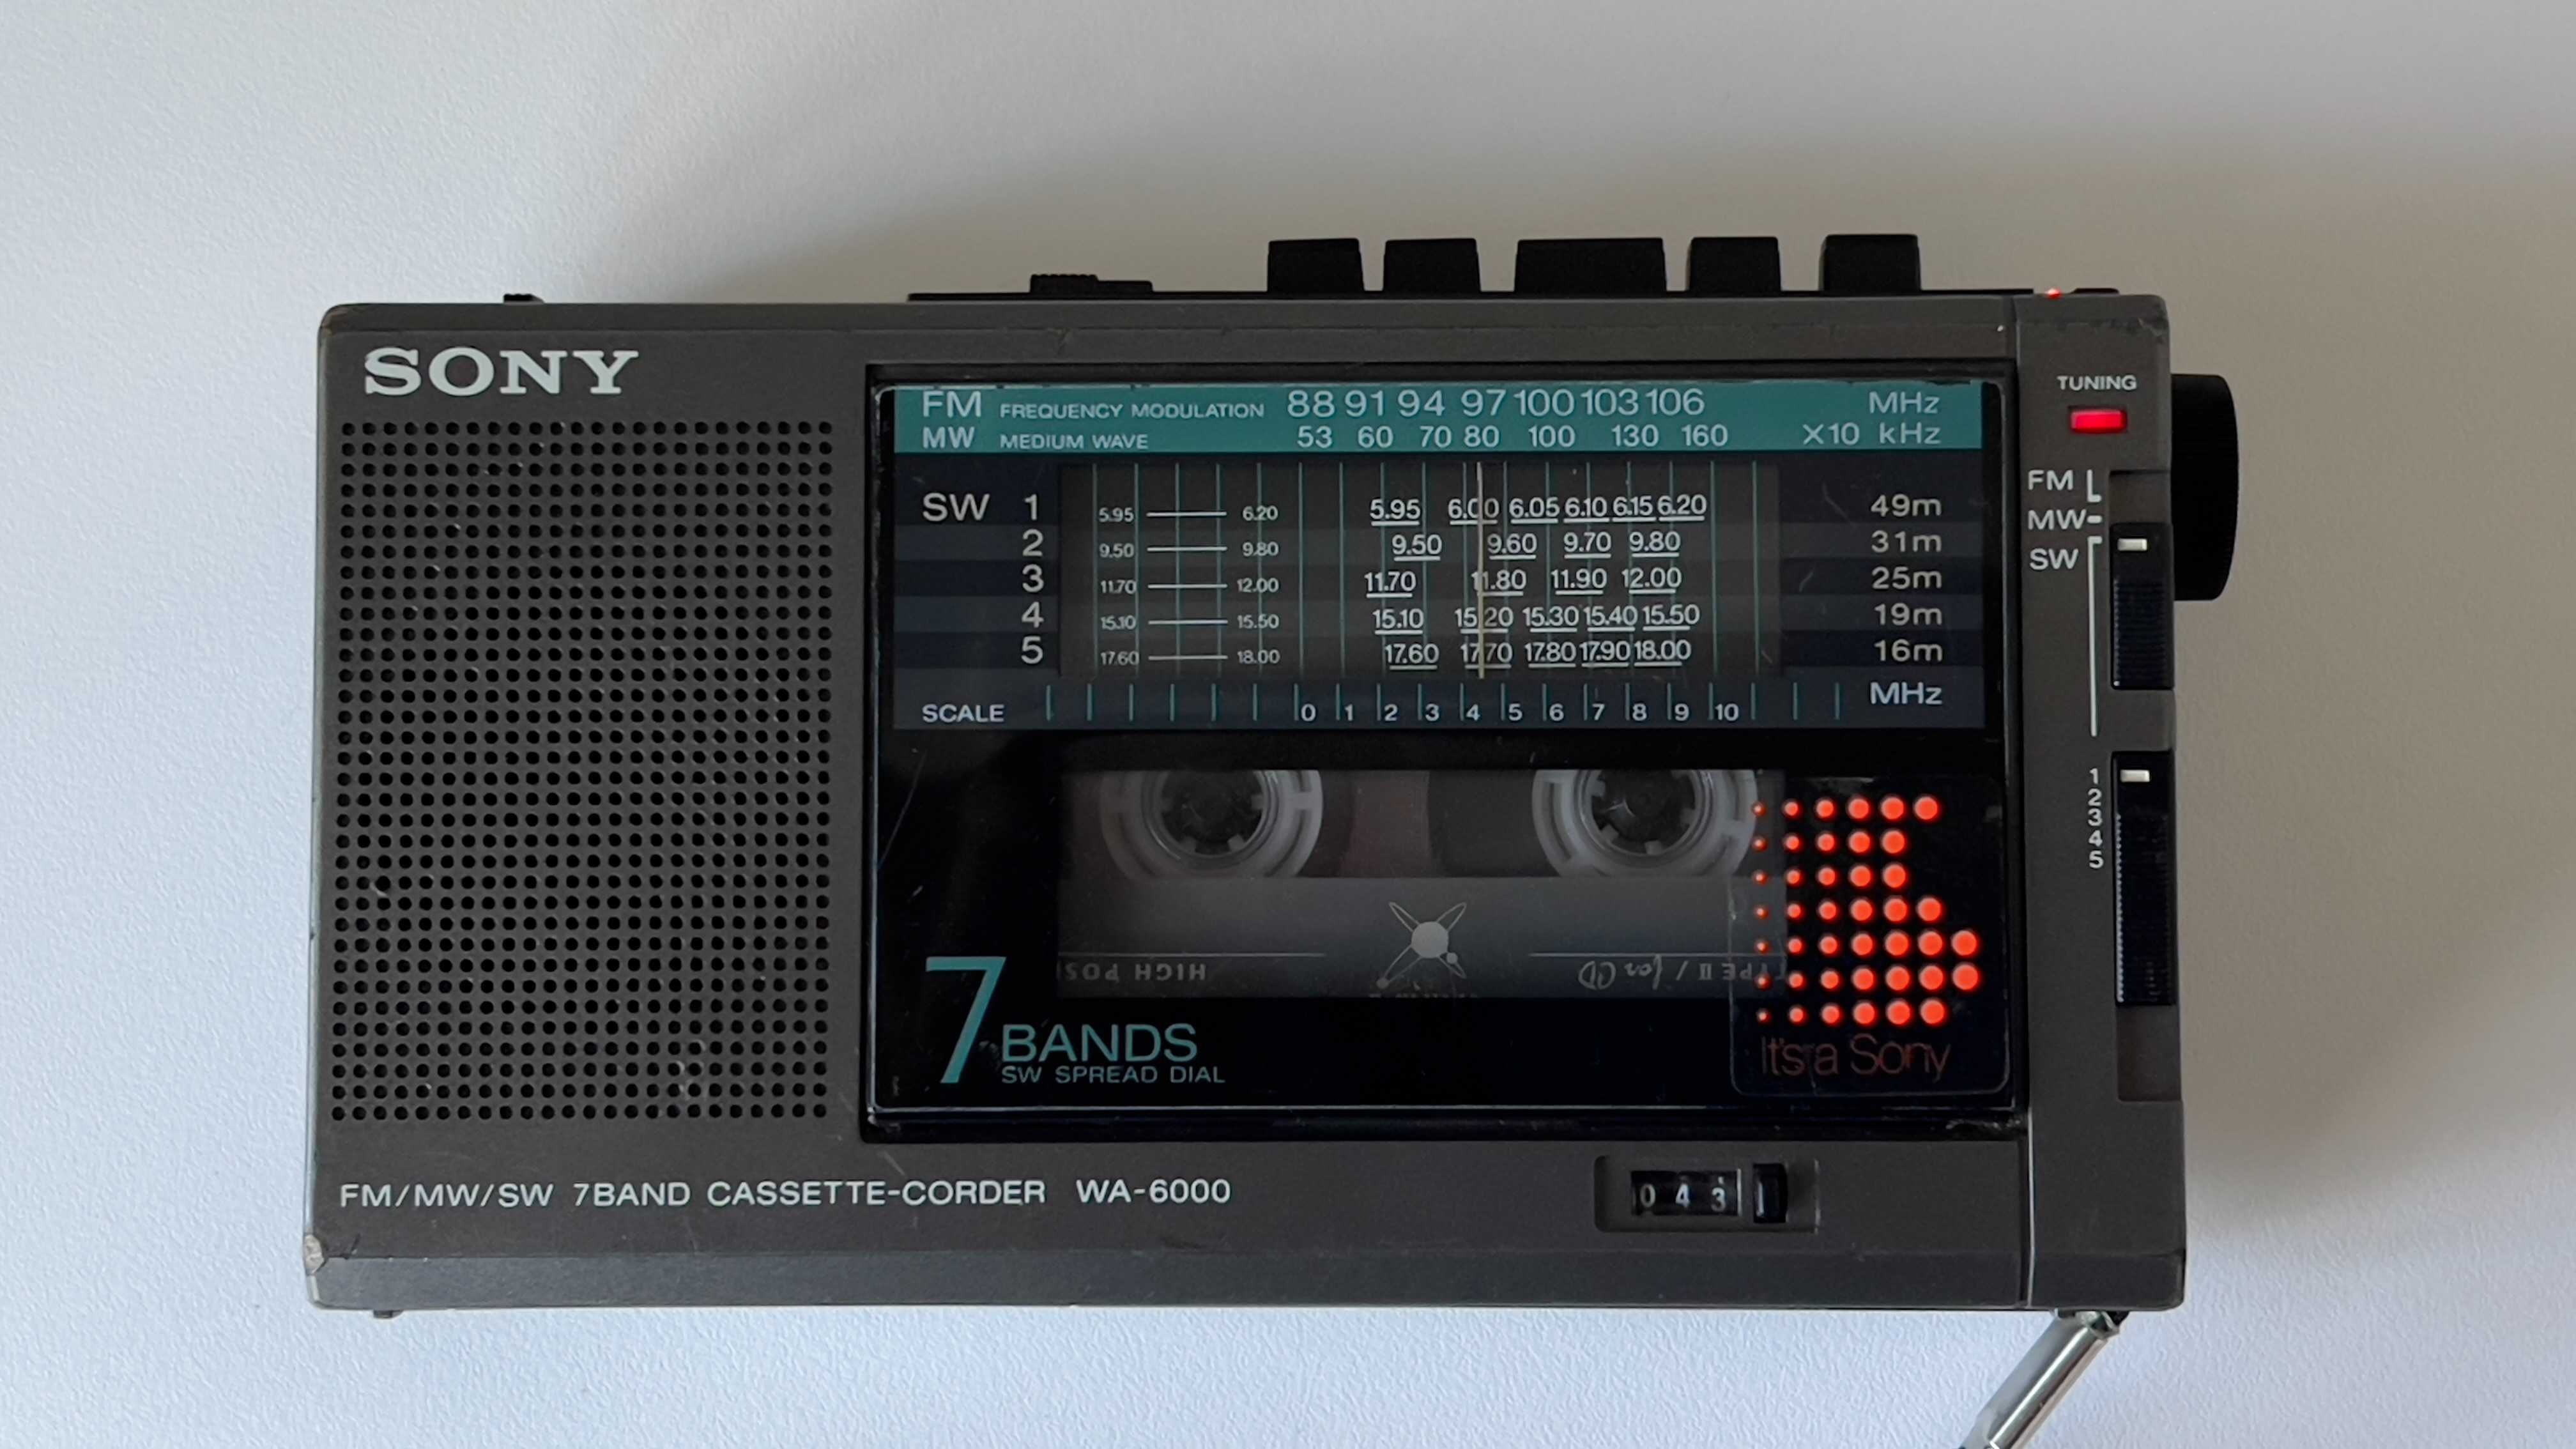 SONY
TUNING
FM FREQUENCY MODULATION 88 91 94 97 100 103 106 MHz
MW MEDIUM WAVE 53 60 70 80 100 130 160 X10 kHz
FM
MW
SW
SW 1 5.95 6.20 5.95 6.00 6.05 6.10 6.15 6.20 49m
2 9.50 9.80 9.50 9.60 9.70 9.80 31m
3 11.70 12.00 11.70 11.80 11.90 12.00 25m
4 15.10 15.50 15.10 15.20 15.30 15.40 15.50 19m
5 17.60 18.00 17.60 17.70 17.80 17.90 18.00 16m
MHz
SCALE 0 1 2 3 4 5 6 7 8 9 10
1
2
3
4
5
HIGH
TYPE II / for CD
7 BANDS
SW SPREAD DIAL
It's a Sony
FM/MW/SW 7BAND CASSETTE-CORDER WA-6000
043